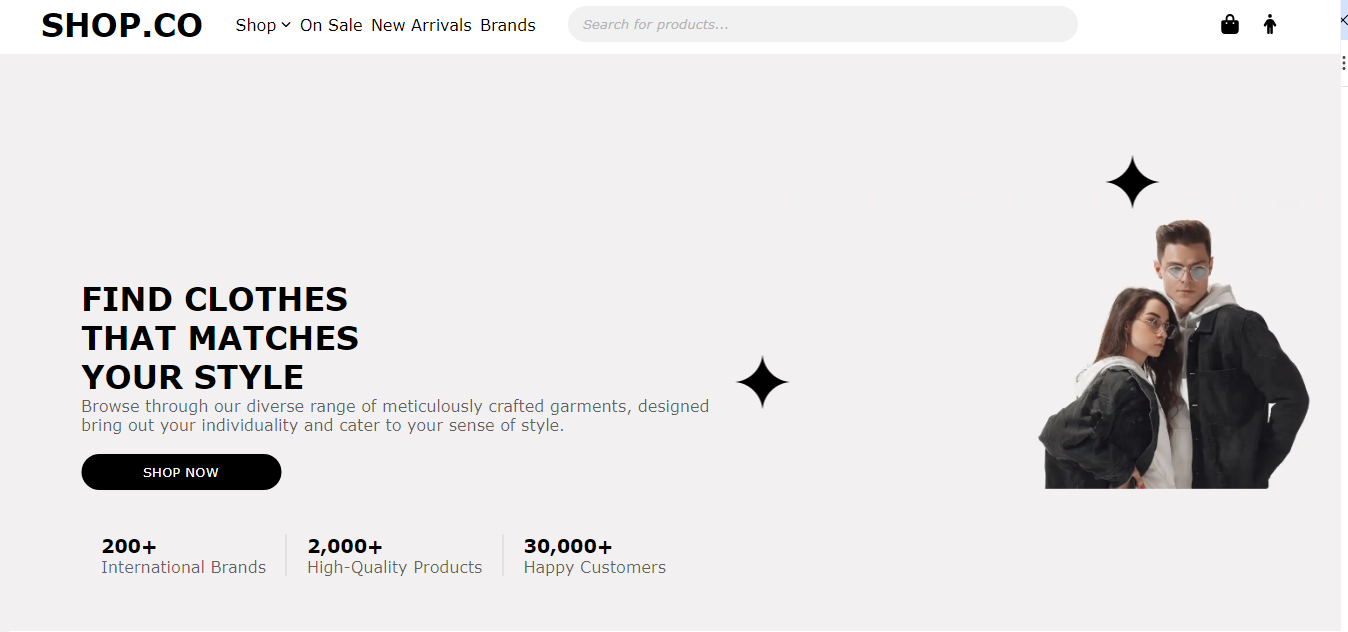 SHOP.CO
Shop On Sale New Arrivals Brands
Search for products...
FIND CLOTHES
THAT MATCHES
YOUR STYLE
Browse through our diverse range of meticulously crafted garments, designed
bring out your individuality and cater to your sense of style.
SHOP NOW
200+
International Brands
2,000+
High-Quality Products
30,000+
Happy Customers